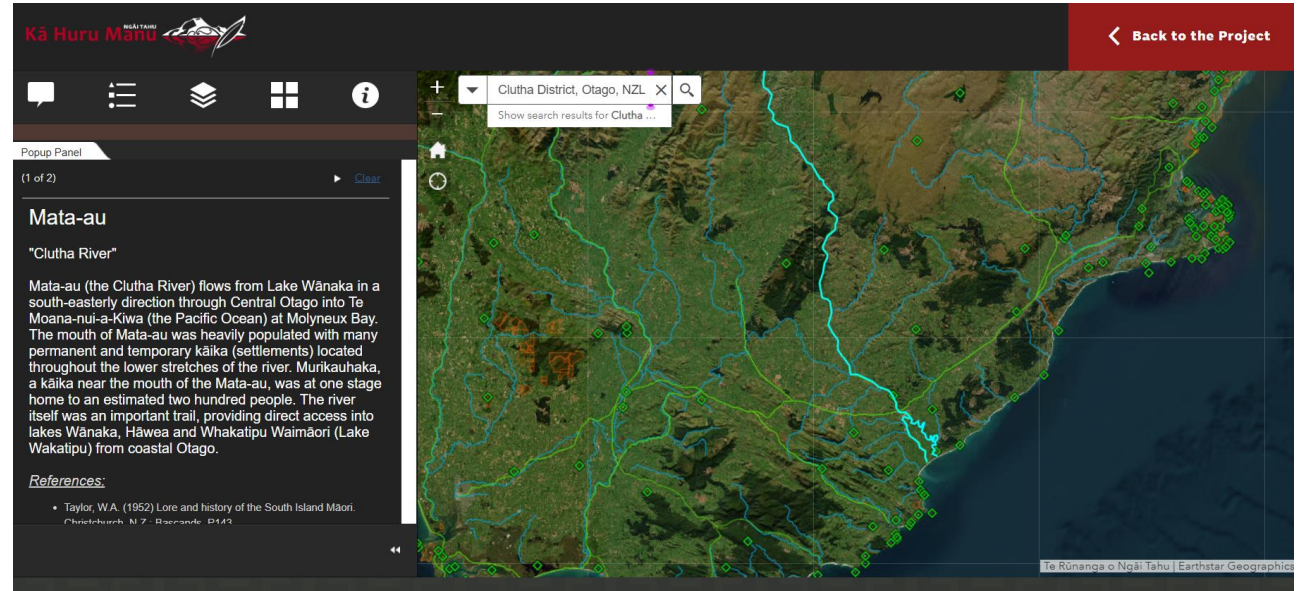 NGĀI TAHU
Kā Huru Manu
Back to the Project
Clutha District, Otago, NZL
Show search results for Clutha ...
Popup Panel
(1 of 2)
Clear
Mata-au
"Clutha River"
Mata-au (the Clutha River) flows from Lake Wānaka in a
south-easterly direction through Central Otago into Te
Moana-nui-a-Kiwa (the Pacific Ocean) at Molyneux Bay.
The mouth of Mata-au was heavily populated with many
permanent and temporary kāika (settlements) located
throughout the lower stretches of the river. Murikauhaka,
a kāika near the mouth of the Mata-au, was at one stage
home to an estimated two hundred people. The river
itself was an important trail, providing direct access into
lakes Wānaka, Hāwea and Whakatipu Waimāori (Lake
Wakatipu) from coastal Otago.
References:
• Taylor, W.A. (1952) Lore and history of the South Island Māori.
Christchurch, N.Z.: Bascands. P143
Te Rūnanga o Ngāi Tahu | Earthstar Geographics